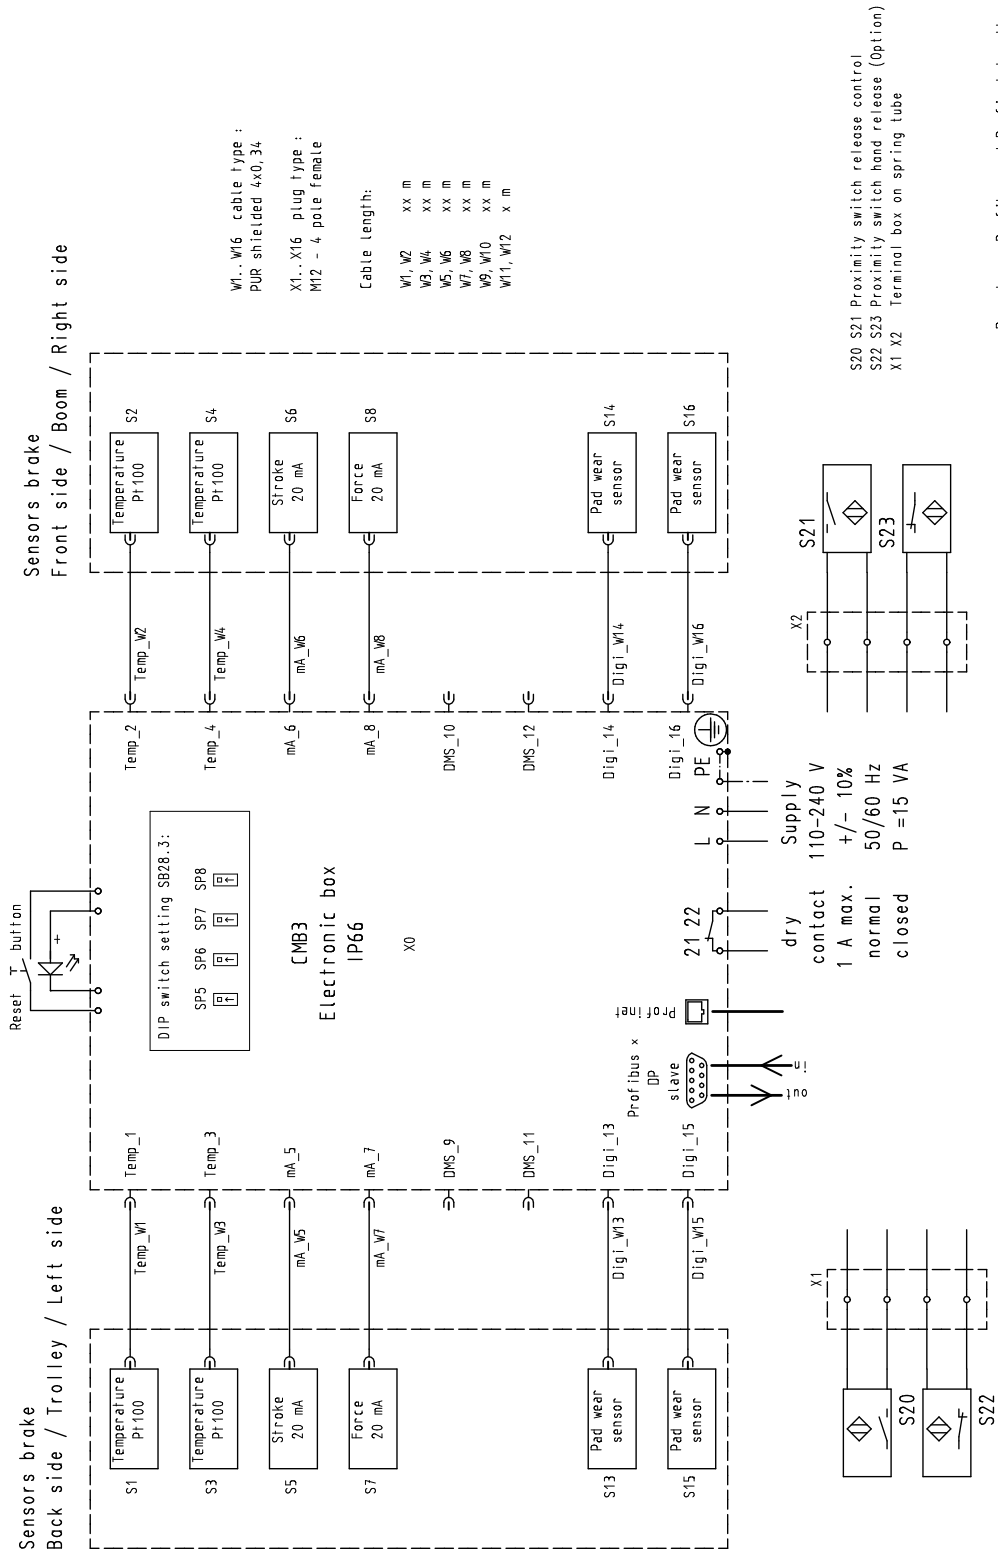 Sensors brake
Back side / Trolley / Left side
Sensors brake
Front side / Boom / Right side
Reset
button
+
S1
Temperature
Pt100
Temp_W1
Temp_1
Temp_2
Temp_W2
Temperature
Pt100
S2
S3
Temperature
Pt100
Temp_W3
Temp_3
Temp_4
Temp_W4
Temperature
Pt100
S4
S5
Stroke
20 mA
mA_W5
mA_5
mA_6
mA_W6
Stroke
20 mA
S6
S7
Force
20 mA
mA_W7
mA_7
mA_8
mA_W8
Force
20 mA
S8
DMS_9
DMS_10
DMS_11
DMS_12
S13
Pad wear
sensor
Digi_W13
Digi_13
Digi_14
Digi_W14
Pad wear
sensor
S14
S15
Pad wear
sensor
Digi_W15
Digi_15
Digi_16
Digi_W16
Pad wear
sensor
S16
DIP switch setting SB28.3:
SP5 SP6 SP7 SP8
CMB3
Electronic box
IP66
X0
Profibus x
DP
slave
out
in
Profinet
21 22
dry
contact
1 A max.
normal
closed
L N PE
Supply
110-240 V
+/- 10%
50/60 Hz
P =15 VA
W1..W16 cable type :
PUR shielded 4x0,34
X1..X16 plug type :
M12 - 4 pole female
Cable length:
W1, W2 xx m
W3, W4 xx m
W5, W6 xx m
W7, W8 xx m
W9, W10 xx m
W11, W12 x m
X1
S20
S22
X2
S21
S23
S20 S21 Proximity switch release control
S22 S23 Proximity switch hand release (Option)
X1 X2 Terminal box on spring tube